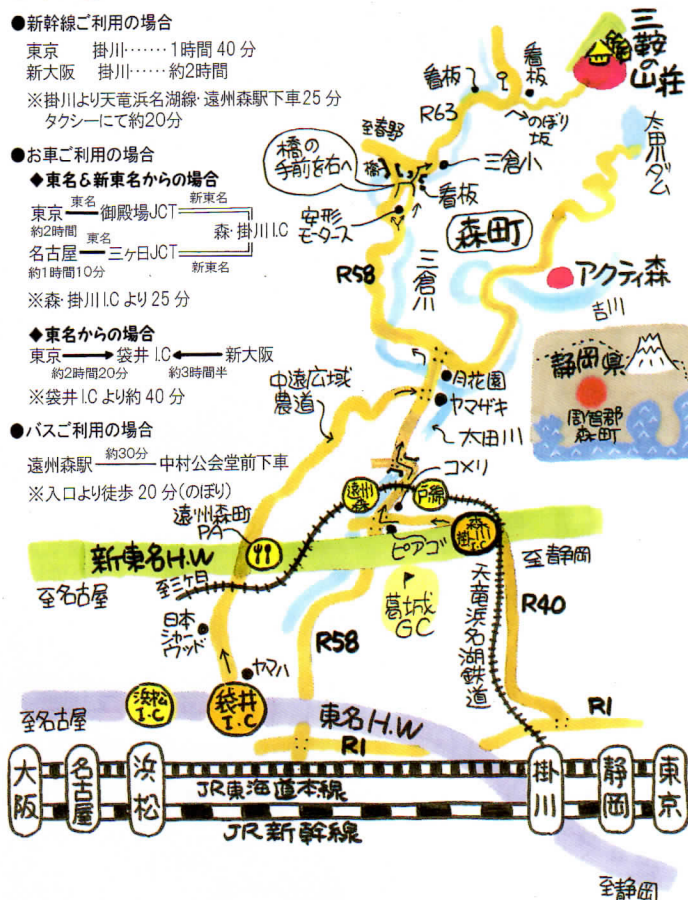 ●新幹線ご利用の場合
東京　掛川‥‥‥1時間40分
新大阪　掛川‥‥‥約2時間
※掛川より天竜浜名湖線・遠州森駅下車25分
タクシーにて約20分
●お車ご利用の場合
◆東名&新東名からの場合
東京 東名 御殿場JCT 新東名
約2時間
森・掛川I.C
名古屋 東名 三ヶ日JCT 新東名
約1時間10分
※森・掛川I.Cより25分
◆東名からの場合
東京→袋井I.C←新大阪
約2時間20分　約3時間半
※袋井I.Cより約40分
●バスご利用の場合
遠州森駅 約30分 中村公会堂前下車
※入口より徒歩20分(のぼり)
三鞍の山荘
看板
看板
R63
のぼり坂
太田川ダム
至春野
橋の手前を右へ
橋
三倉小
看板
安形モータース
森町
三倉川
R58
アクティ森
吉川
静岡県
周智郡森町
中遠広域農道
月花園
ヤマザキ
太田川
コメリ
遠州森
戸綿
遠州森町PA
森掛川I.C
ピアゴ
新東名H.W
至静岡
至三ヶ日
至名古屋
葛城GC
天竜浜名湖鉄道
R40
日本シャーウッド
R58
ヤマハ
浜松I.C
袋井I.C
至名古屋
東名H.W
R1
R1
大阪
名古屋
浜松
掛川
静岡
東京
JR東海道本線
JR新幹線
至静岡